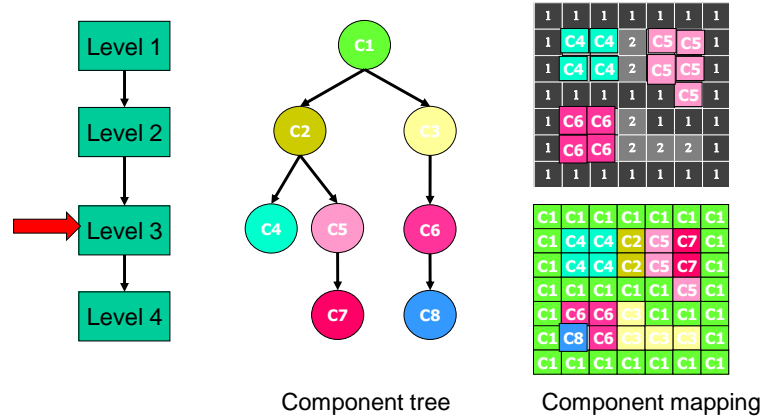 Level 1
Level 2
Level 3
Level 4
C1
C2 C3
C4 C5 C6
C7 C8
Component tree
1 1 1 1 1 1 1
1 C4 C4 2 C5 C5 1
1 C4 C4 2 C5 C5 1
1 1 1 1 1 C5 1
1 C6 C6 2 1 1 1
1 C6 C6 2 2 2 1
1 1 1 1 1 1 1
C1 C1 C1 C1 C1 C1 C1
C1 C4 C4 C2 C5 C7 C1
C1 C4 C4 C2 C5 C7 C1
C1 C1 C1 C1 C1 C5 C1
C1 C6 C6 C3 C1 C1 C1
C1 C8 C6 C3 C3 C3 C1
C1 C1 C1 C1 C1 C1 C1
Component mapping